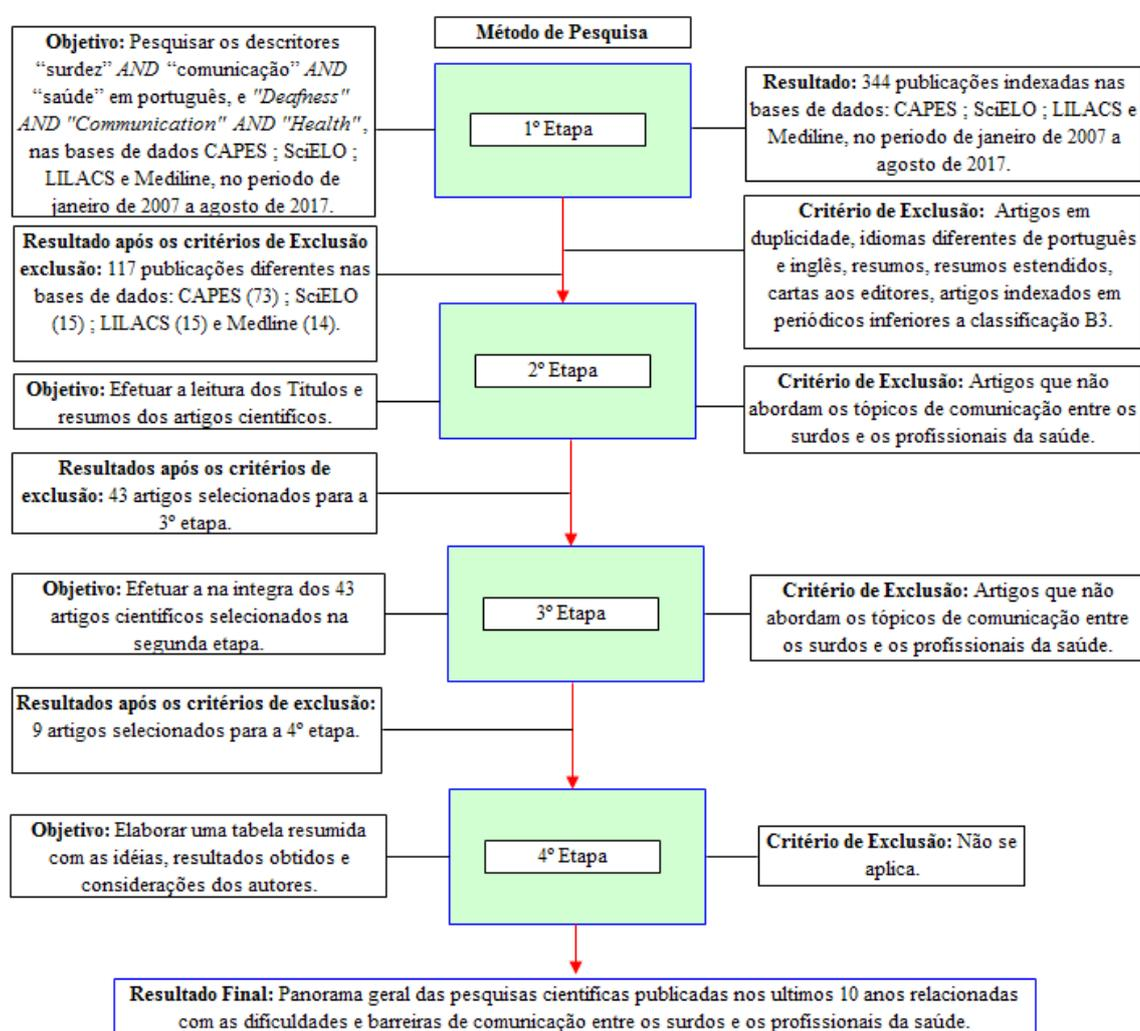 Método de Pesquisa
Objetivo: Pesquisar os descritores
“surdez” AND “comunicação” AND
“saúde” em português, e "Deafness"
AND "Communication" AND "Health",
nas bases de dados CAPES ; SciELO ;
LILACS e Mediline, no periodo de
janeiro de 2007 a agosto de 2017.
1º Etapa
Resultado: 344 publicações indexadas nas
bases de dados: CAPES ; SciELO ; LILACS e
Mediline, no periodo de janeiro de 2007 a
agosto de 2017.
Critério de Exclusão: Artigos em
duplicidade, idiomas diferentes de português
e inglês, resumos, resumos estendidos,
cartas aos editores, artigos indexados em
periódicos inferiores a classificação B3.
Resultado após os critérios de Exclusão
exclusão: 117 publicações diferentes nas
bases de dados: CAPES (73) ; SciELO
(15) ; LILACS (15) e Medline (14).
Objetivo: Efetuar a leitura dos Titulos e
resumos dos artigos científicos.
2º Etapa
Critério de Exclusão: Artigos que não
abordam os tópicos de comunicação entre os
surdos e os profissionais da saúde.
Resultados após os critérios de
exclusão: 43 artigos selecionados para a
3º etapa.
Objetivo: Efetuar a na integra dos 43
artigos científicos selecionados na
segunda etapa.
3º Etapa
Critério de Exclusão: Artigos que não
abordam os tópicos de comunicação entre
os surdos e os profissionais da saúde.
Resultados após os critérios de exclusão:
9 artigos selecionados para a 4º etapa.
Objetivo: Elaborar uma tabela resumida
com as idéias, resultados obtidos e
considerações dos autores.
4º Etapa
Critério de Exclusão: Não se
aplica.
Resultado Final: Panorama geral das pesquisas científicas publicadas nos ultimos 10 anos relacionadas
com as dificuldades e barreiras de comunicação entre os surdos e os profissionais da saúde.